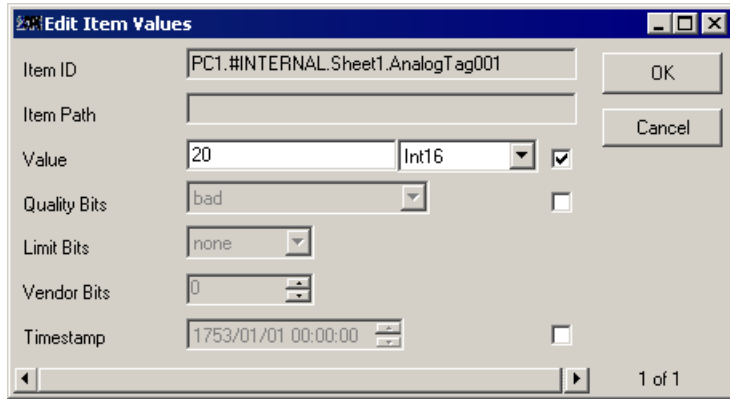 Edit Item Values
Item ID PC1.#INTERNAL.Sheet1.AnalogTag001 OK
Item Path
Cancel
Value 20 Int16
Quality Bits bad
Limit Bits none
Vendor Bits 0
Timestamp 1753/01/01 00:00:00
1 of 1